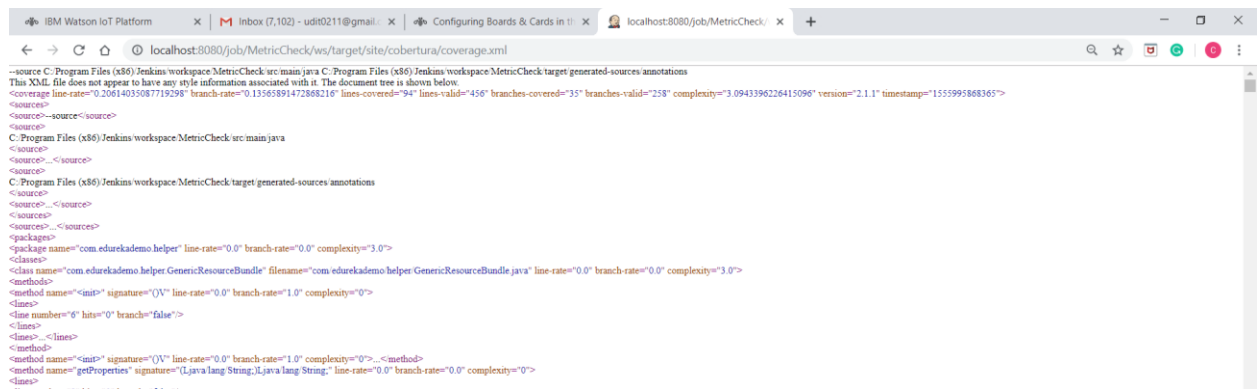 IBM Watson IoT Platform
Inbox (7,102) - udit0211@gmail.c
Configuring Boards & Cards in th
localhost:8080/job/MetricCheck/
localhost:8080/job/MetricCheck/ws/target/site/cobertura/coverage.xml
--source C:/Program Files (x86)/Jenkins/workspace/MetricCheck/src/main/java C:/Program Files (x86)/Jenkins/workspace/MetricCheck/target/generated-sources/annotations
This XML file does not appear to have any style information associated with it. The document tree is shown below.
<coverage line-rate="0.20614035087719298" branch-rate="0.13565891472868216" lines-covered="94" lines-valid="456" branches-covered="35" branches-valid="258" complexity="3.0943396226415096" version="2.1.1" timestamp="1555995868365">
<sources>
<source>--source</source>
<source>
C:/Program Files (x86)/Jenkins/workspace/MetricCheck/src/main/java
</source>
<source>...</source>
<source>
C:/Program Files (x86)/Jenkins/workspace/MetricCheck/target/generated-sources/annotations
</source>
<source>...</source>
</sources>
<sources>...</sources>
<packages>
<package name="com.edurekademo.helper" line-rate="0.0" branch-rate="0.0" complexity="3.0">
<classes>
<class name="com.edurekademo.helper.GenericResourceBundle" filename="com/edurekademo/helper/GenericResourceBundle.java" line-rate="0.0" branch-rate="0.0" complexity="3.0">
<methods>
<method name="<init>" signature="()V" line-rate="0.0" branch-rate="1.0" complexity="0">
<lines>
<line number="6" hits="0" branch="false"/>
</lines>
<lines>...</lines>
</method>
<method name="<init>" signature="()V" line-rate="0.0" branch-rate="1.0" complexity="0">...</method>
<method name="getProperties" signature="(Ljava/lang/String;)Ljava/lang/String;" line-rate="0.0" branch-rate="0.0" complexity="0">
<lines>